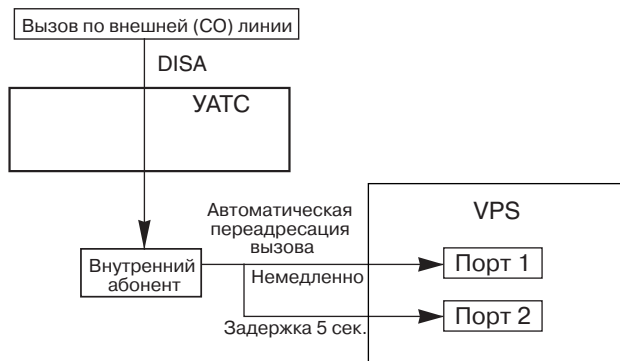 Вызов по внешней (СО) линии
DISA
УАТС
Автоматическая
переадресация
вызова
VPS
Внутренний
абонент
Немедленно
Порт 1
Задержка 5 сек.
Порт 2